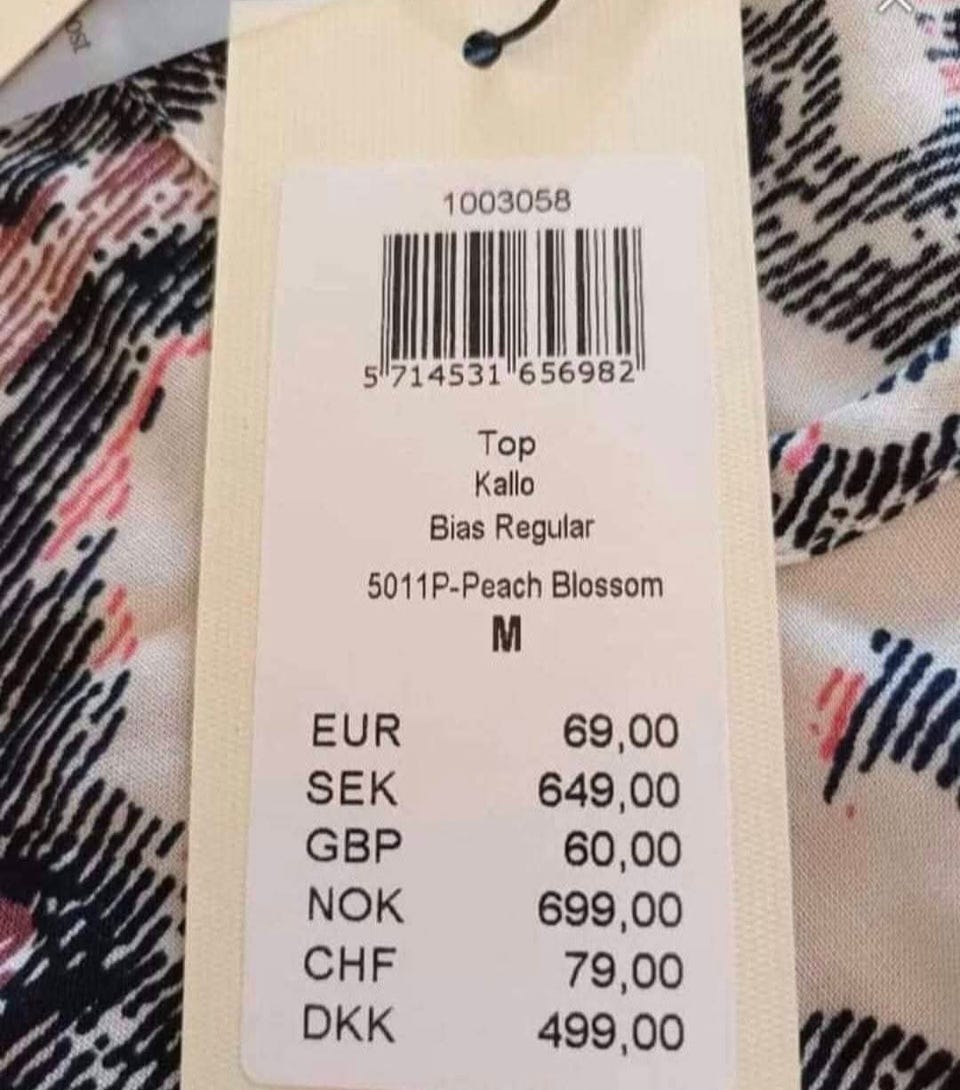 1003058
5 714531 656982
Top
Kallo
Bias Regular
5011P-Peach Blossom
M
EUR 69,00
SEK 649,00
GBP 60,00
NOK 699,00
CHF 79,00
DKK 499,00